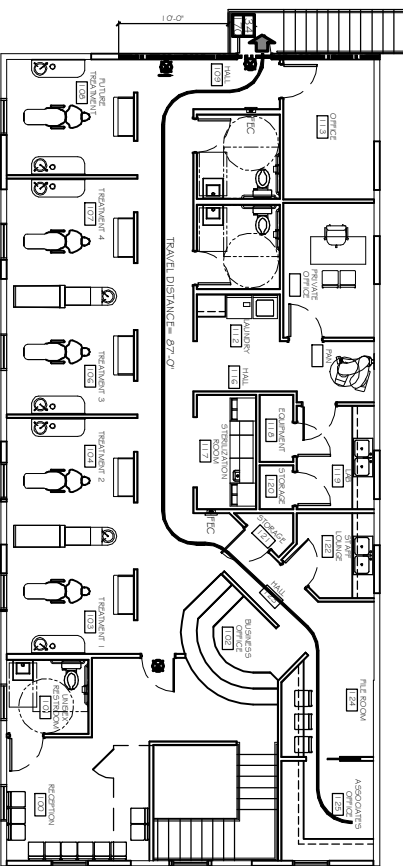 10'-0"
34
HALL
109
FEC
OFFICE
113
FUTURE
TREATMENT
108
TREATMENT 4
107
TRAVEL DISTANCE= 87'-0"
PRIVATE
OFFICE
PAN
LAUNDRY
112
HALL
116
TREATMENT 3
106
EQUIPMENT
118
STERILIZATION
ROOM
117
LAB
119
STORAGE
120
TREATMENT 2
104
FEC
STORAGE
121
STAFF
LOUNGE
122
HALL
TREATMENT 1
103
BUSINESS
OFFICE
102
FILE ROOM
124
UNISEX
RESTROOM
101
RECEPTION
100
ASSOCIATE'S
OFFICE
125